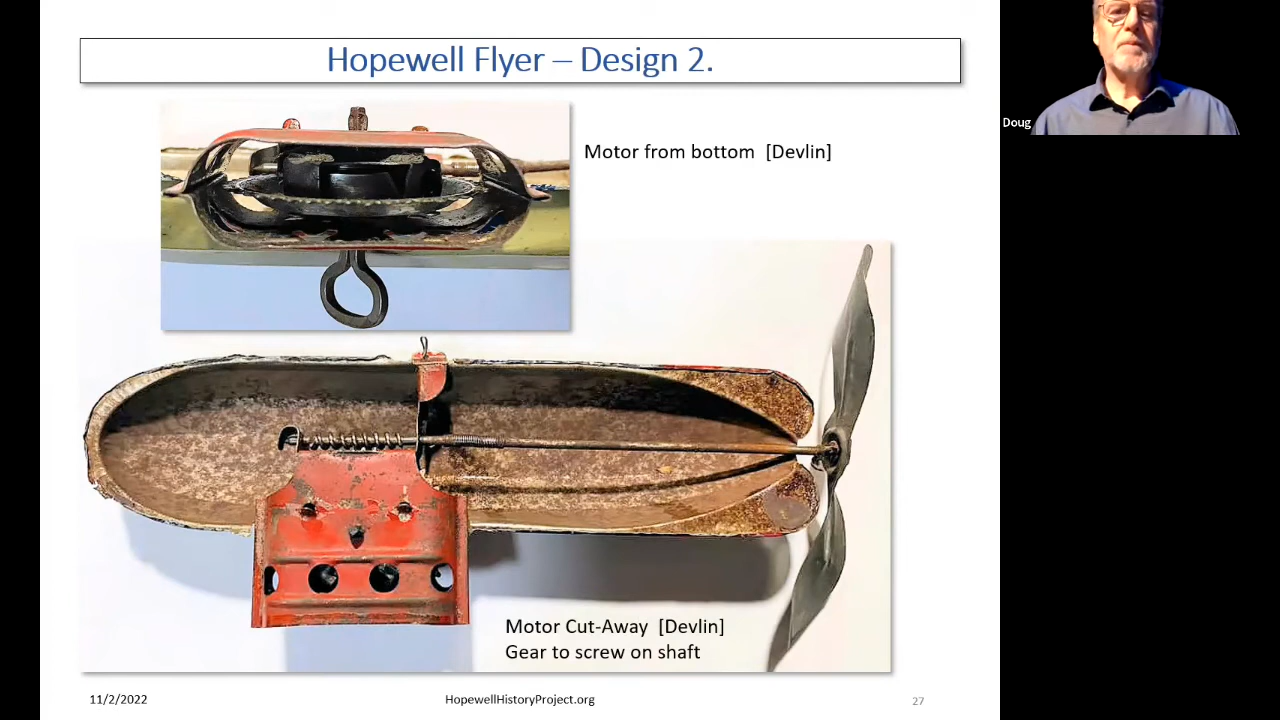 Hopewell Flyer – Design 2.
Motor from bottom [Devlin]
Doug
Motor Cut-Away [Devlin]
Gear to screw on shaft
11/2/2022
HopewellHistoryProject.org
27